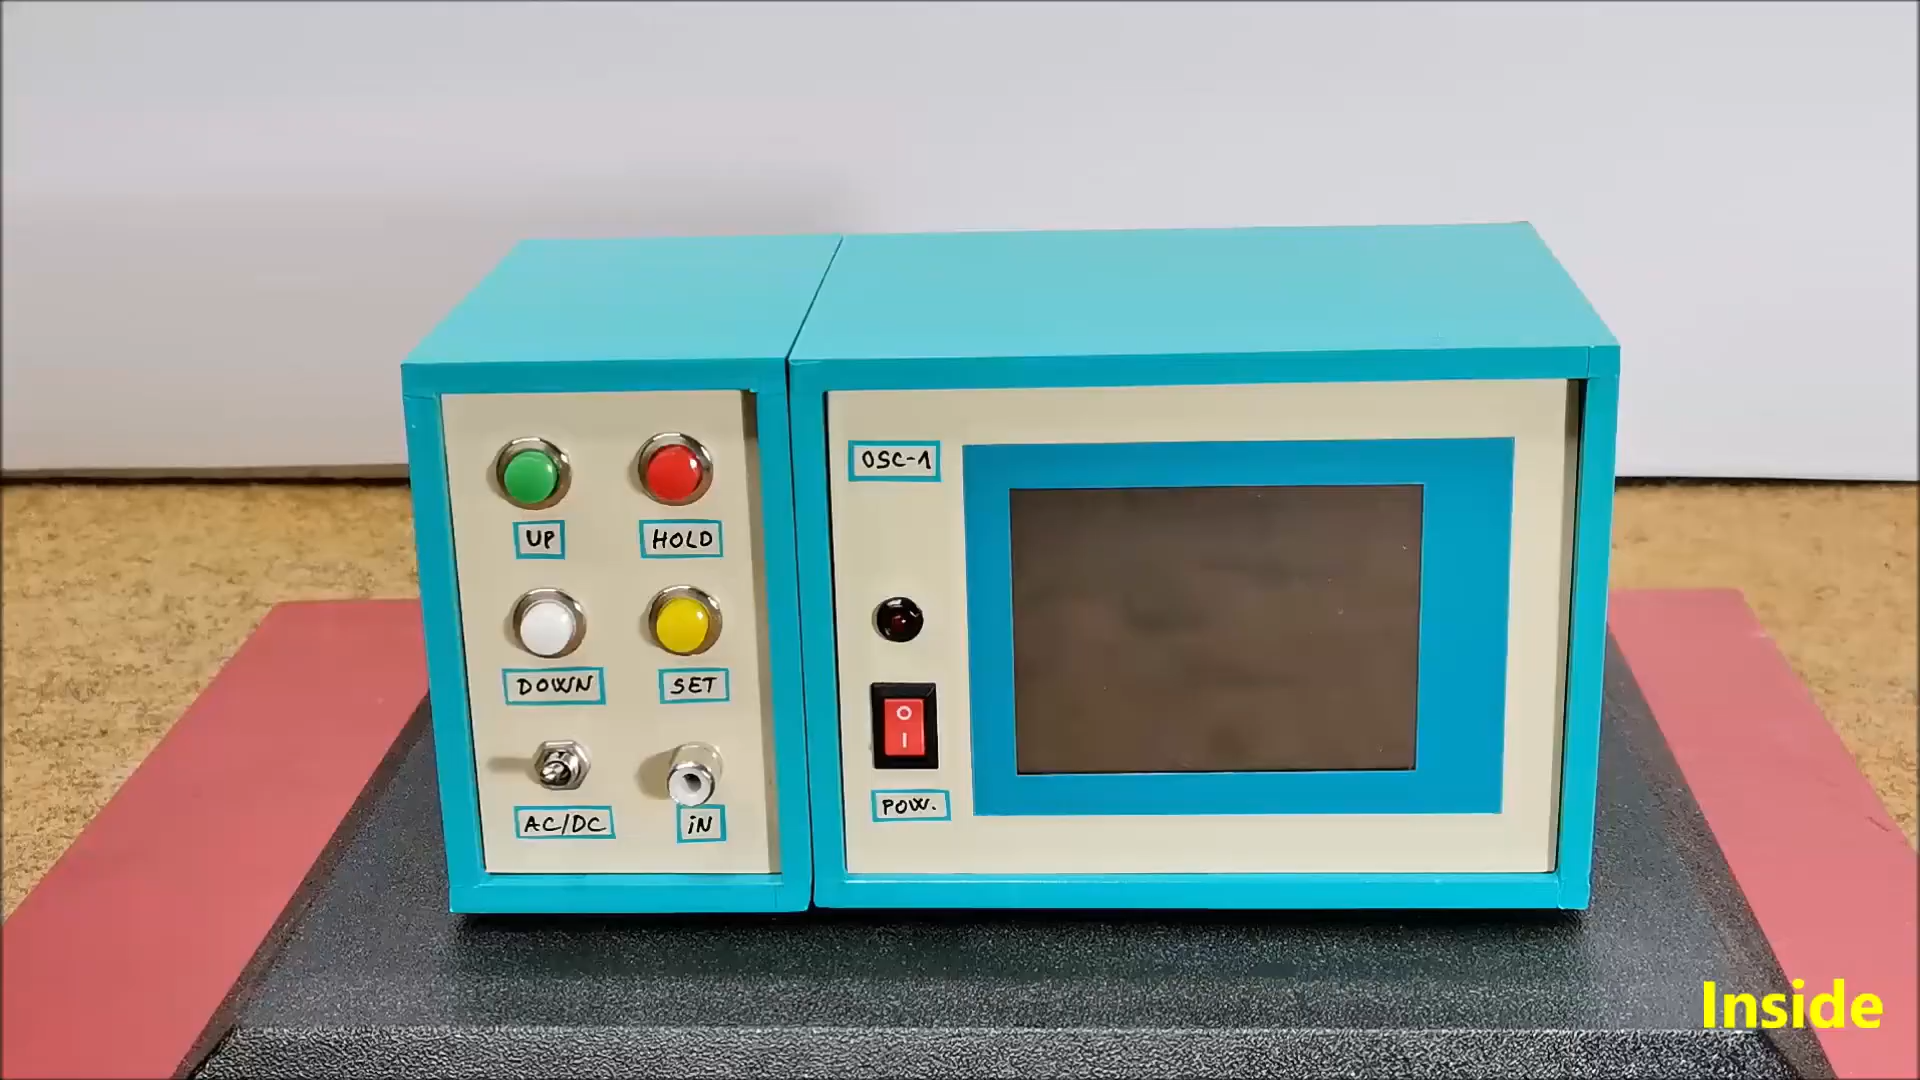 OSC-1
UP
HOLD
DOWN
SET
O
I
POW.
AC/DC
iN
Inside